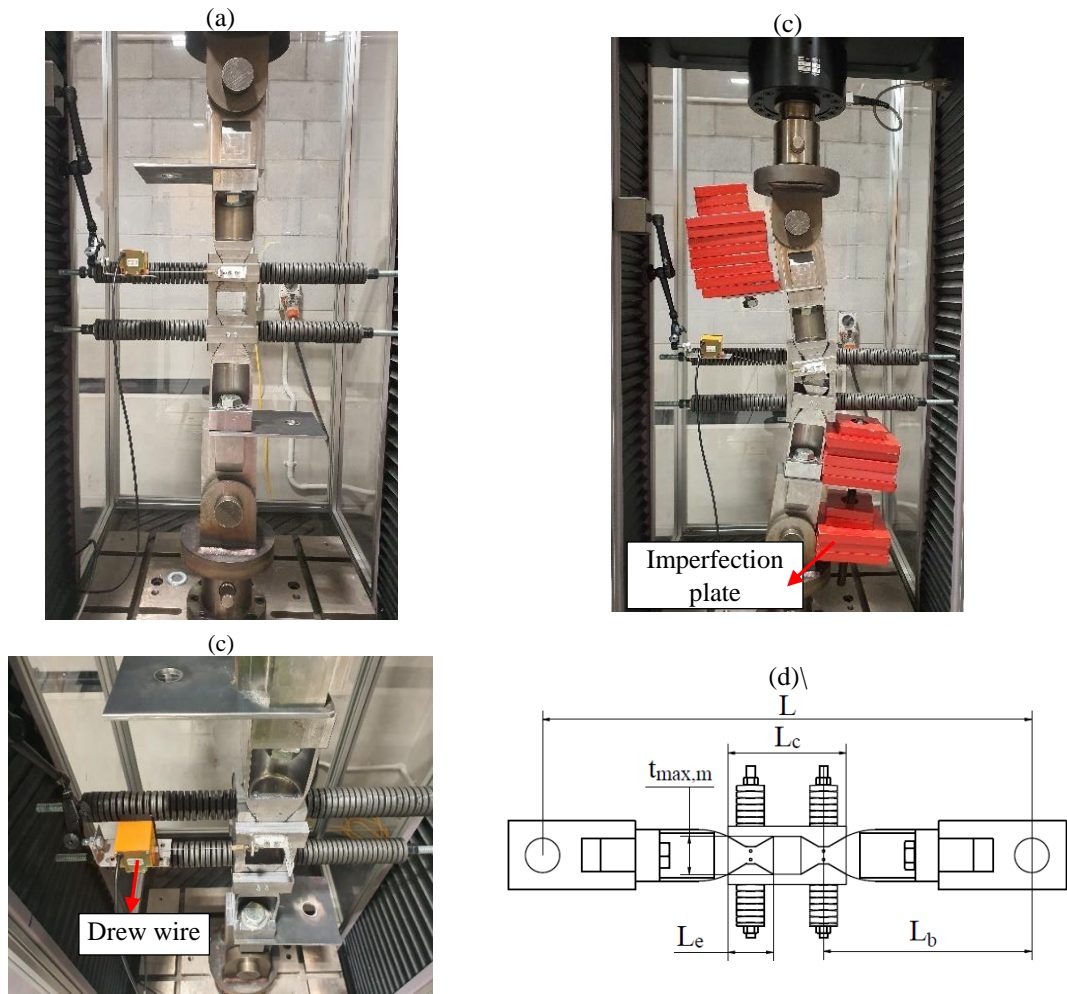 (a)
(c)
Imperfection
plate
(c)
Drew wire
(d)\
L
Lc
tmax,m
Le
Lb